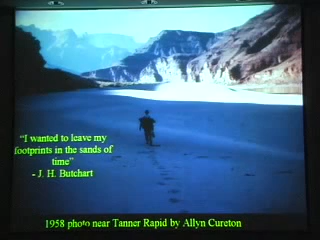 "I wanted to leave my
footprints in the sands of
time"
- J. H. Butchart
1958 photo near Tanner Rapid by Allyn Cureton